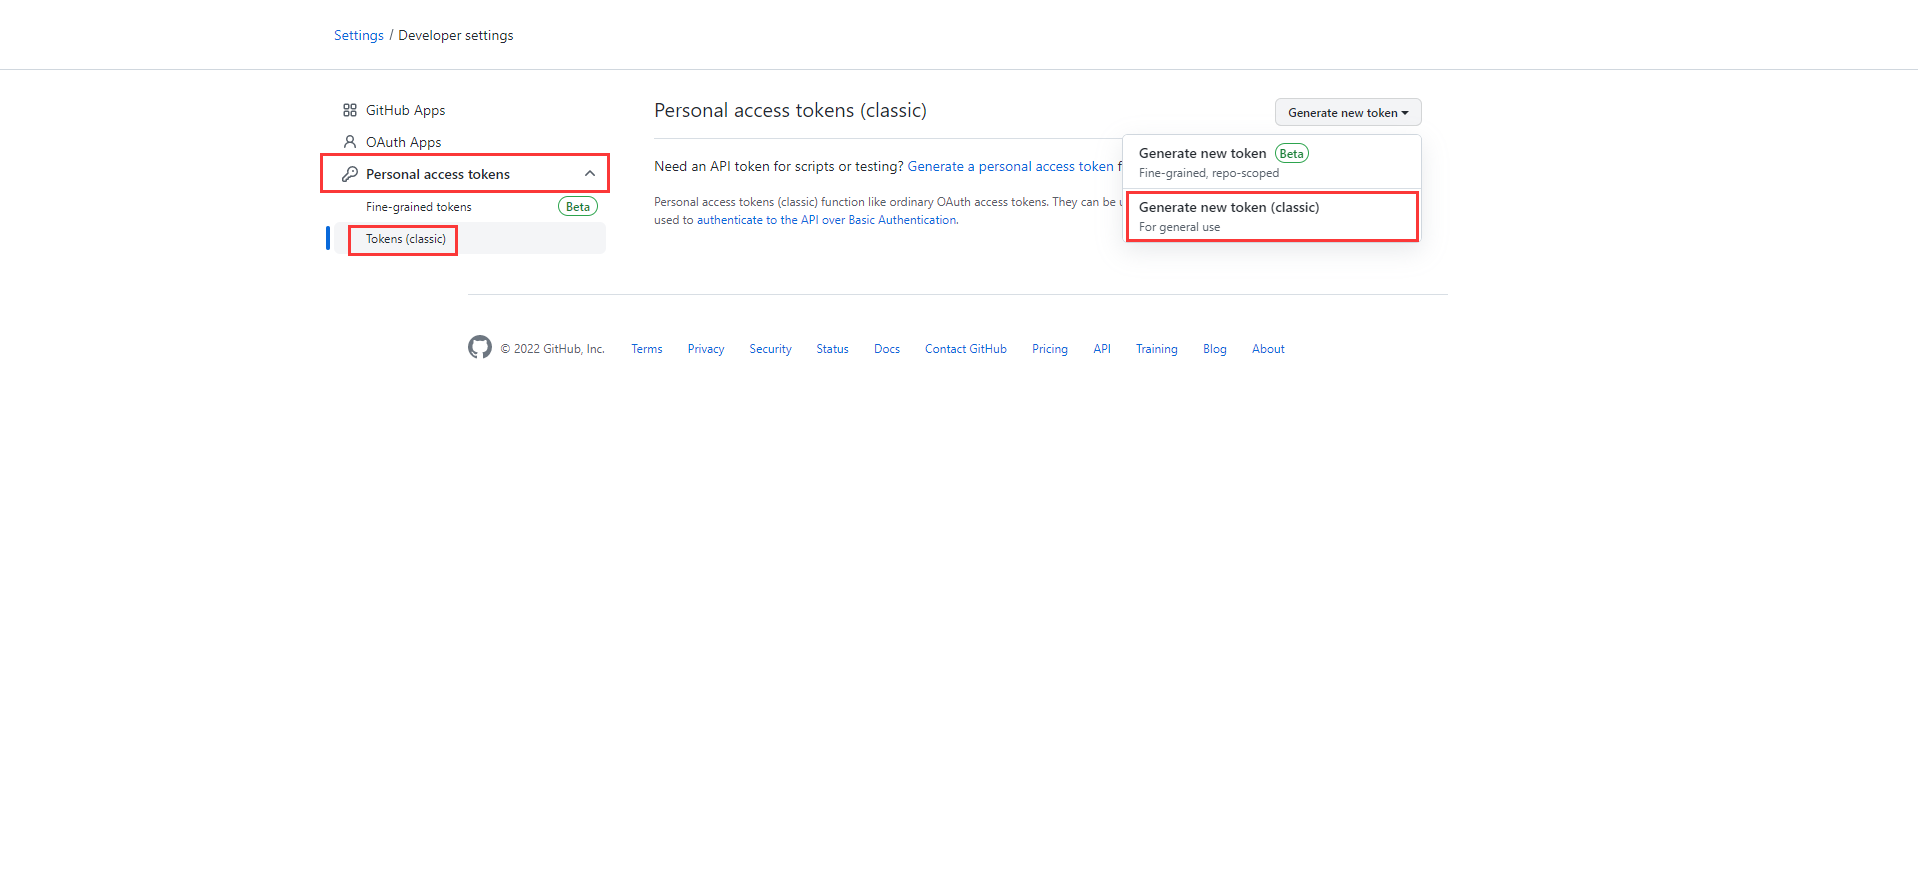 Settings / Developer settings
GitHub Apps
OAuth Apps
Personal access tokens
Fine-grained tokens Beta
Tokens (classic)
Personal access tokens (classic)
Generate new token
Need an API token for scripts or testing? Generate a personal access token f
Personal access tokens (classic) function like ordinary OAuth access tokens. They can be u
used to authenticate to the API over Basic Authentication.
Generate new token Beta
Fine-grained, repo-scoped
Generate new token (classic)
For general use
© 2022 GitHub, Inc. Terms Privacy Security Status Docs Contact GitHub Pricing API Training Blog About